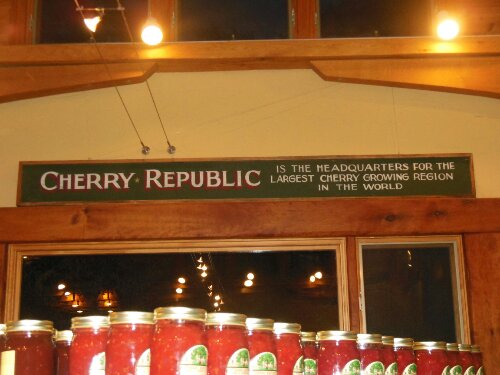 CHERRY REPUBLIC
IS THE HEADQUARTERS FOR THE
LARGEST CHERRY GROWING REGION
IN THE WORLD